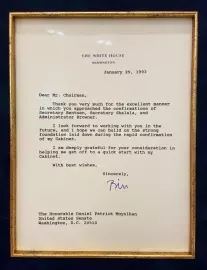 THE WHITE HOUSE
WASHINGTON
January 29, 1993
Dear Mr. Chairman,
Thank you very much for the excellent manner
in which you approached the confirmations of
Secretary Bentsen, Secretary Shalala, and
Administrator Browner.
I look forward to working with you in the
future, and I hope we can build on the strong
foundation laid down during the rapid confirmation
of my Cabinet.
I am deeply grateful for your consideration in
helping me get off to a quick start with my
Cabinet.
With best wishes,
Sincerely,
Bill
The Honorable Daniel Patrick Moynihan
United States Senate
Washington, D.C. 20510